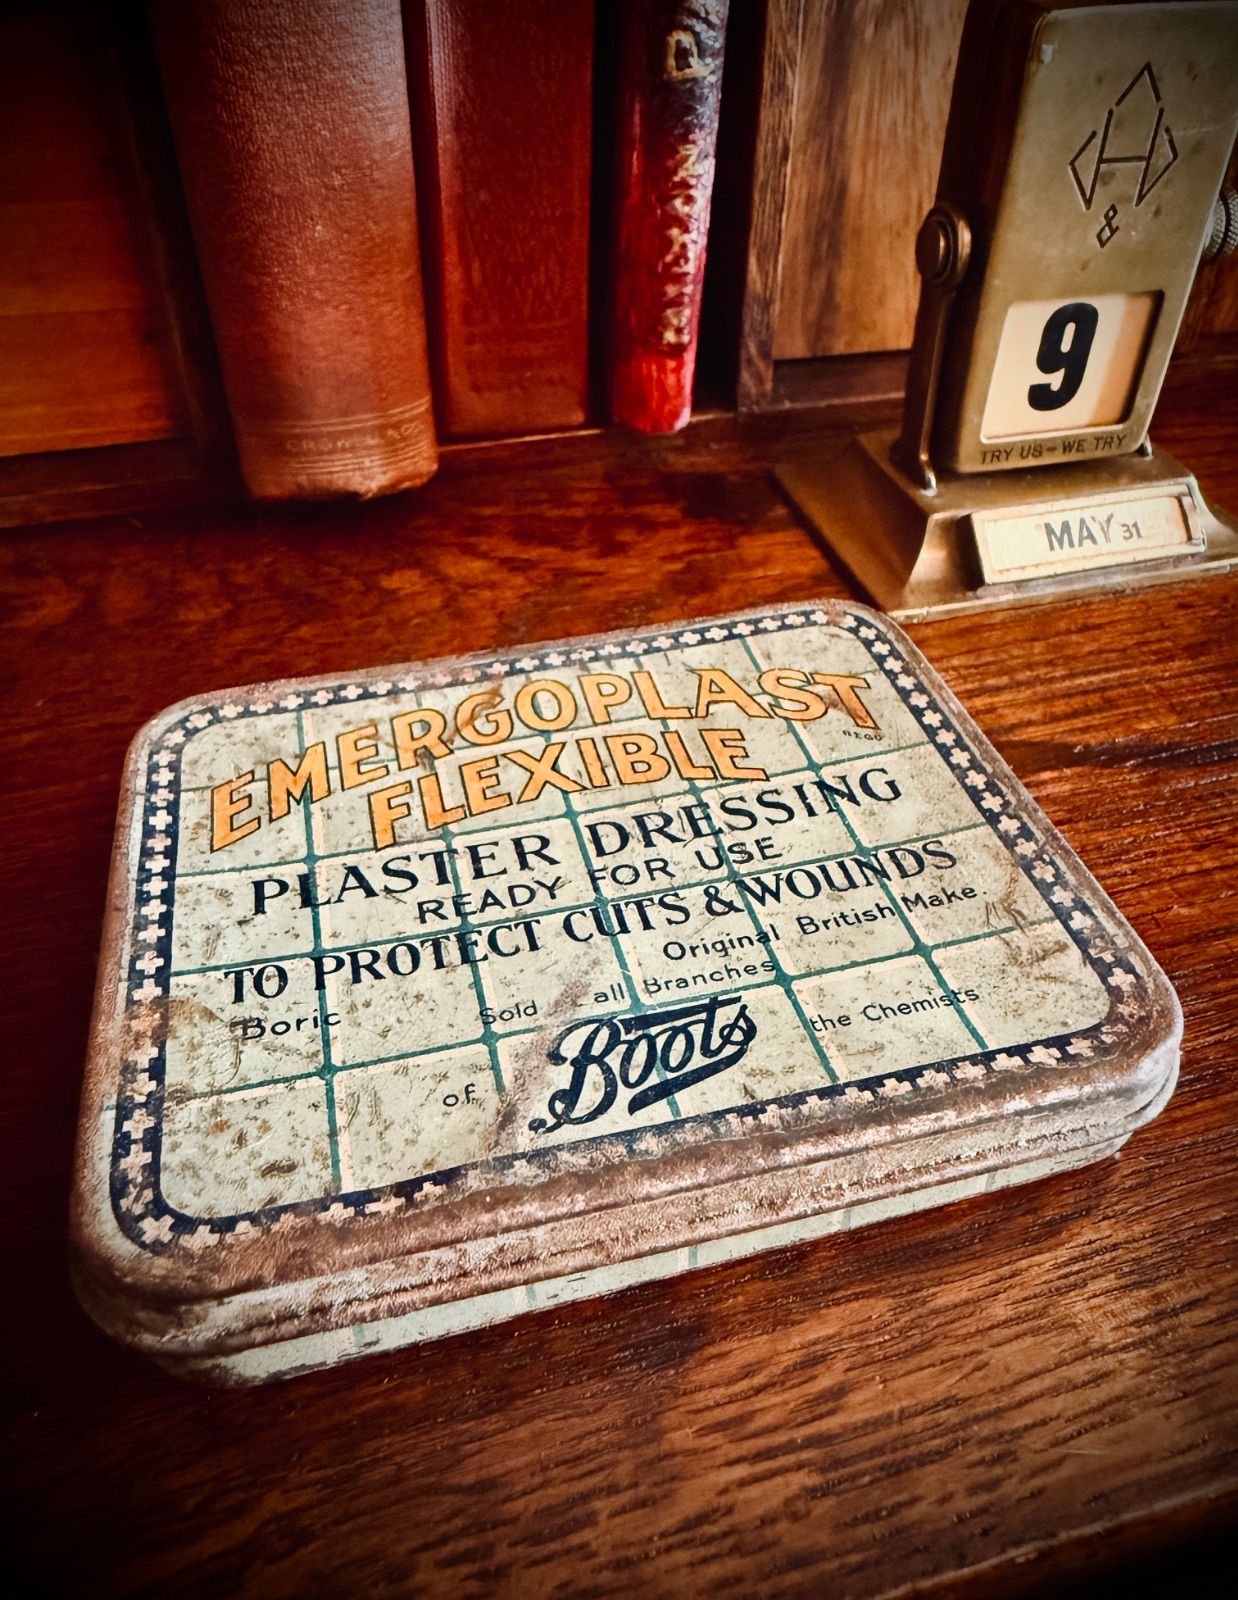 H
&
9
TRY US-WE TRY
MAY 31
EMERGOPLAST
REGD
FLEXIBLE
PLASTER DRESSING
READY FOR USE
TO PROTECT CUTS & WOUNDS
Boric Original British Make.
Sold all Branches
of Boots the Chemists